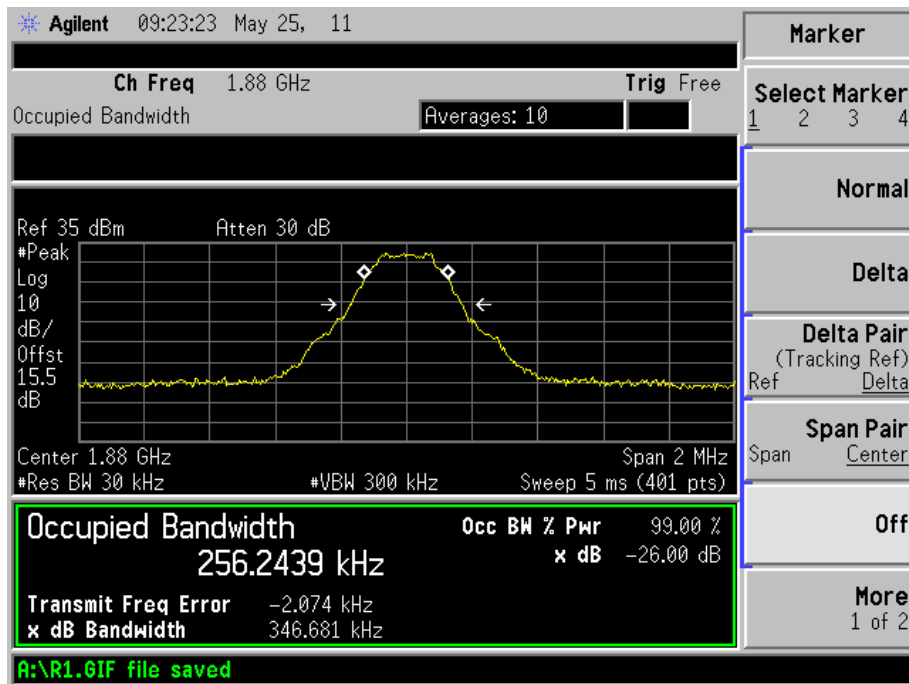 Agilent 09:23:23 May 25, 11
Marker
Ch Freq 1.88 GHz Trig Free
Occupied Bandwidth Averages: 10
Select Marker
1 2 3 4
Normal
Delta
Delta Pair
(Tracking Ref)
Ref Delta
Span Pair
Span Center
Off
More
1 of 2
Ref 35 dBm Atten 30 dB
#Peak
Log
10
dB/
Offst
15.5
dB
Center 1.88 GHz Span 2 MHz
#Res BW 30 kHz #VBW 300 kHz Sweep 5 ms (401 pts)
Occupied Bandwidth Occ BW % Pwr 99.00 %
256.2439 kHz x dB -26.00 dB
Transmit Freq Error -2.074 kHz
x dB Bandwidth 346.681 kHz
A:\R1.GIF file saved